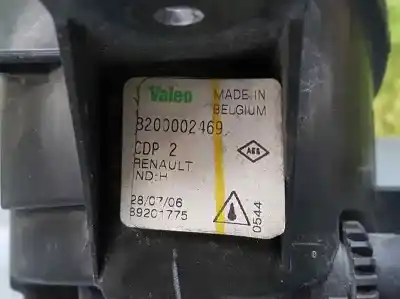 Valeo
MADE IN
BELGIUM
8200002469
CDP 2
RENAULT
IND:H
28/07/06
89201775
0544